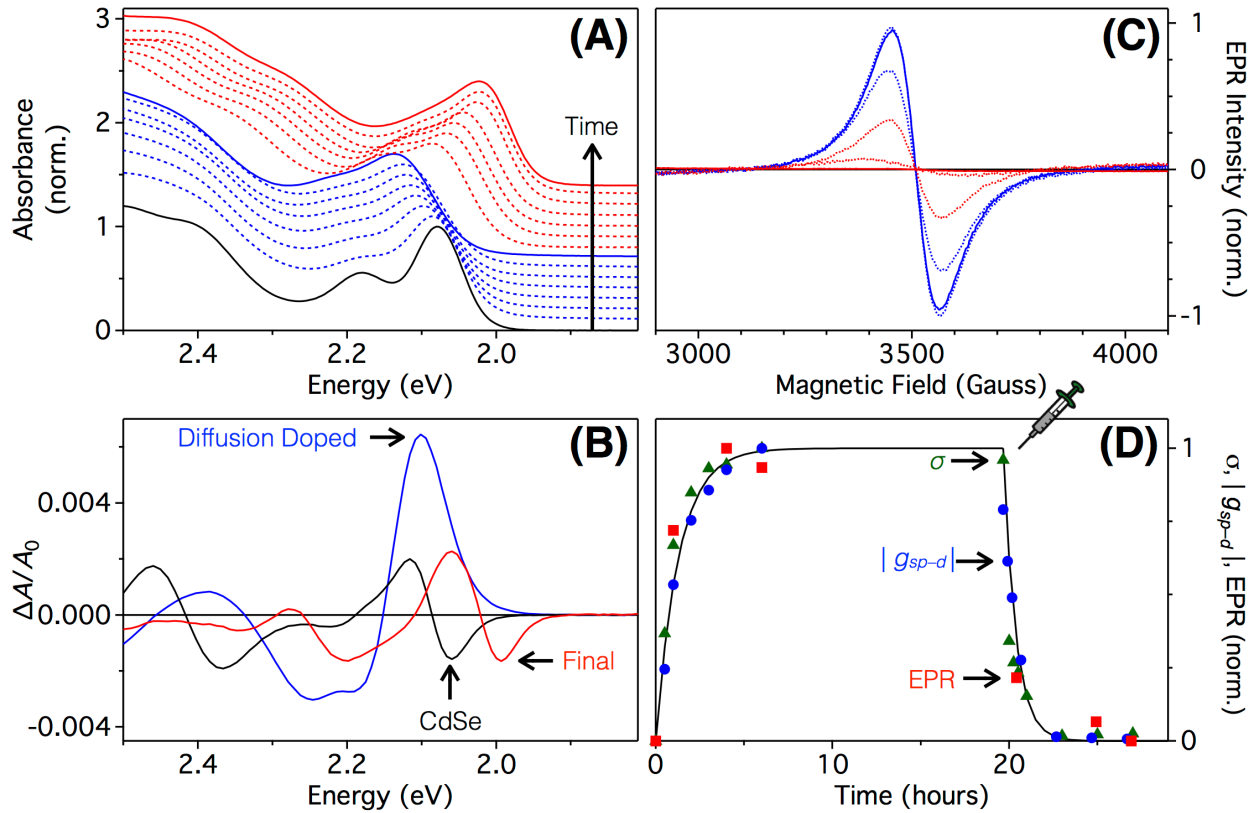 (A)
3
2
1
0
Absorbance
(norm.)
Time
2.4
2.2
2.0
Energy (eV)
(C)
1
0
-1
EPR Intensity (norm.)
3000
3500
4000
Magnetic Field (Gauss)
(B)
Diffusion Doped
0.004
0.000
-0.004
ΔA/A0
CdSe
Final
2.4
2.2
2.0
Energy (eV)
(D)
σ
|gsp–d|
EPR
1
0
σ, |gsp–d|, EPR (norm.)
0
10
20
Time (hours)